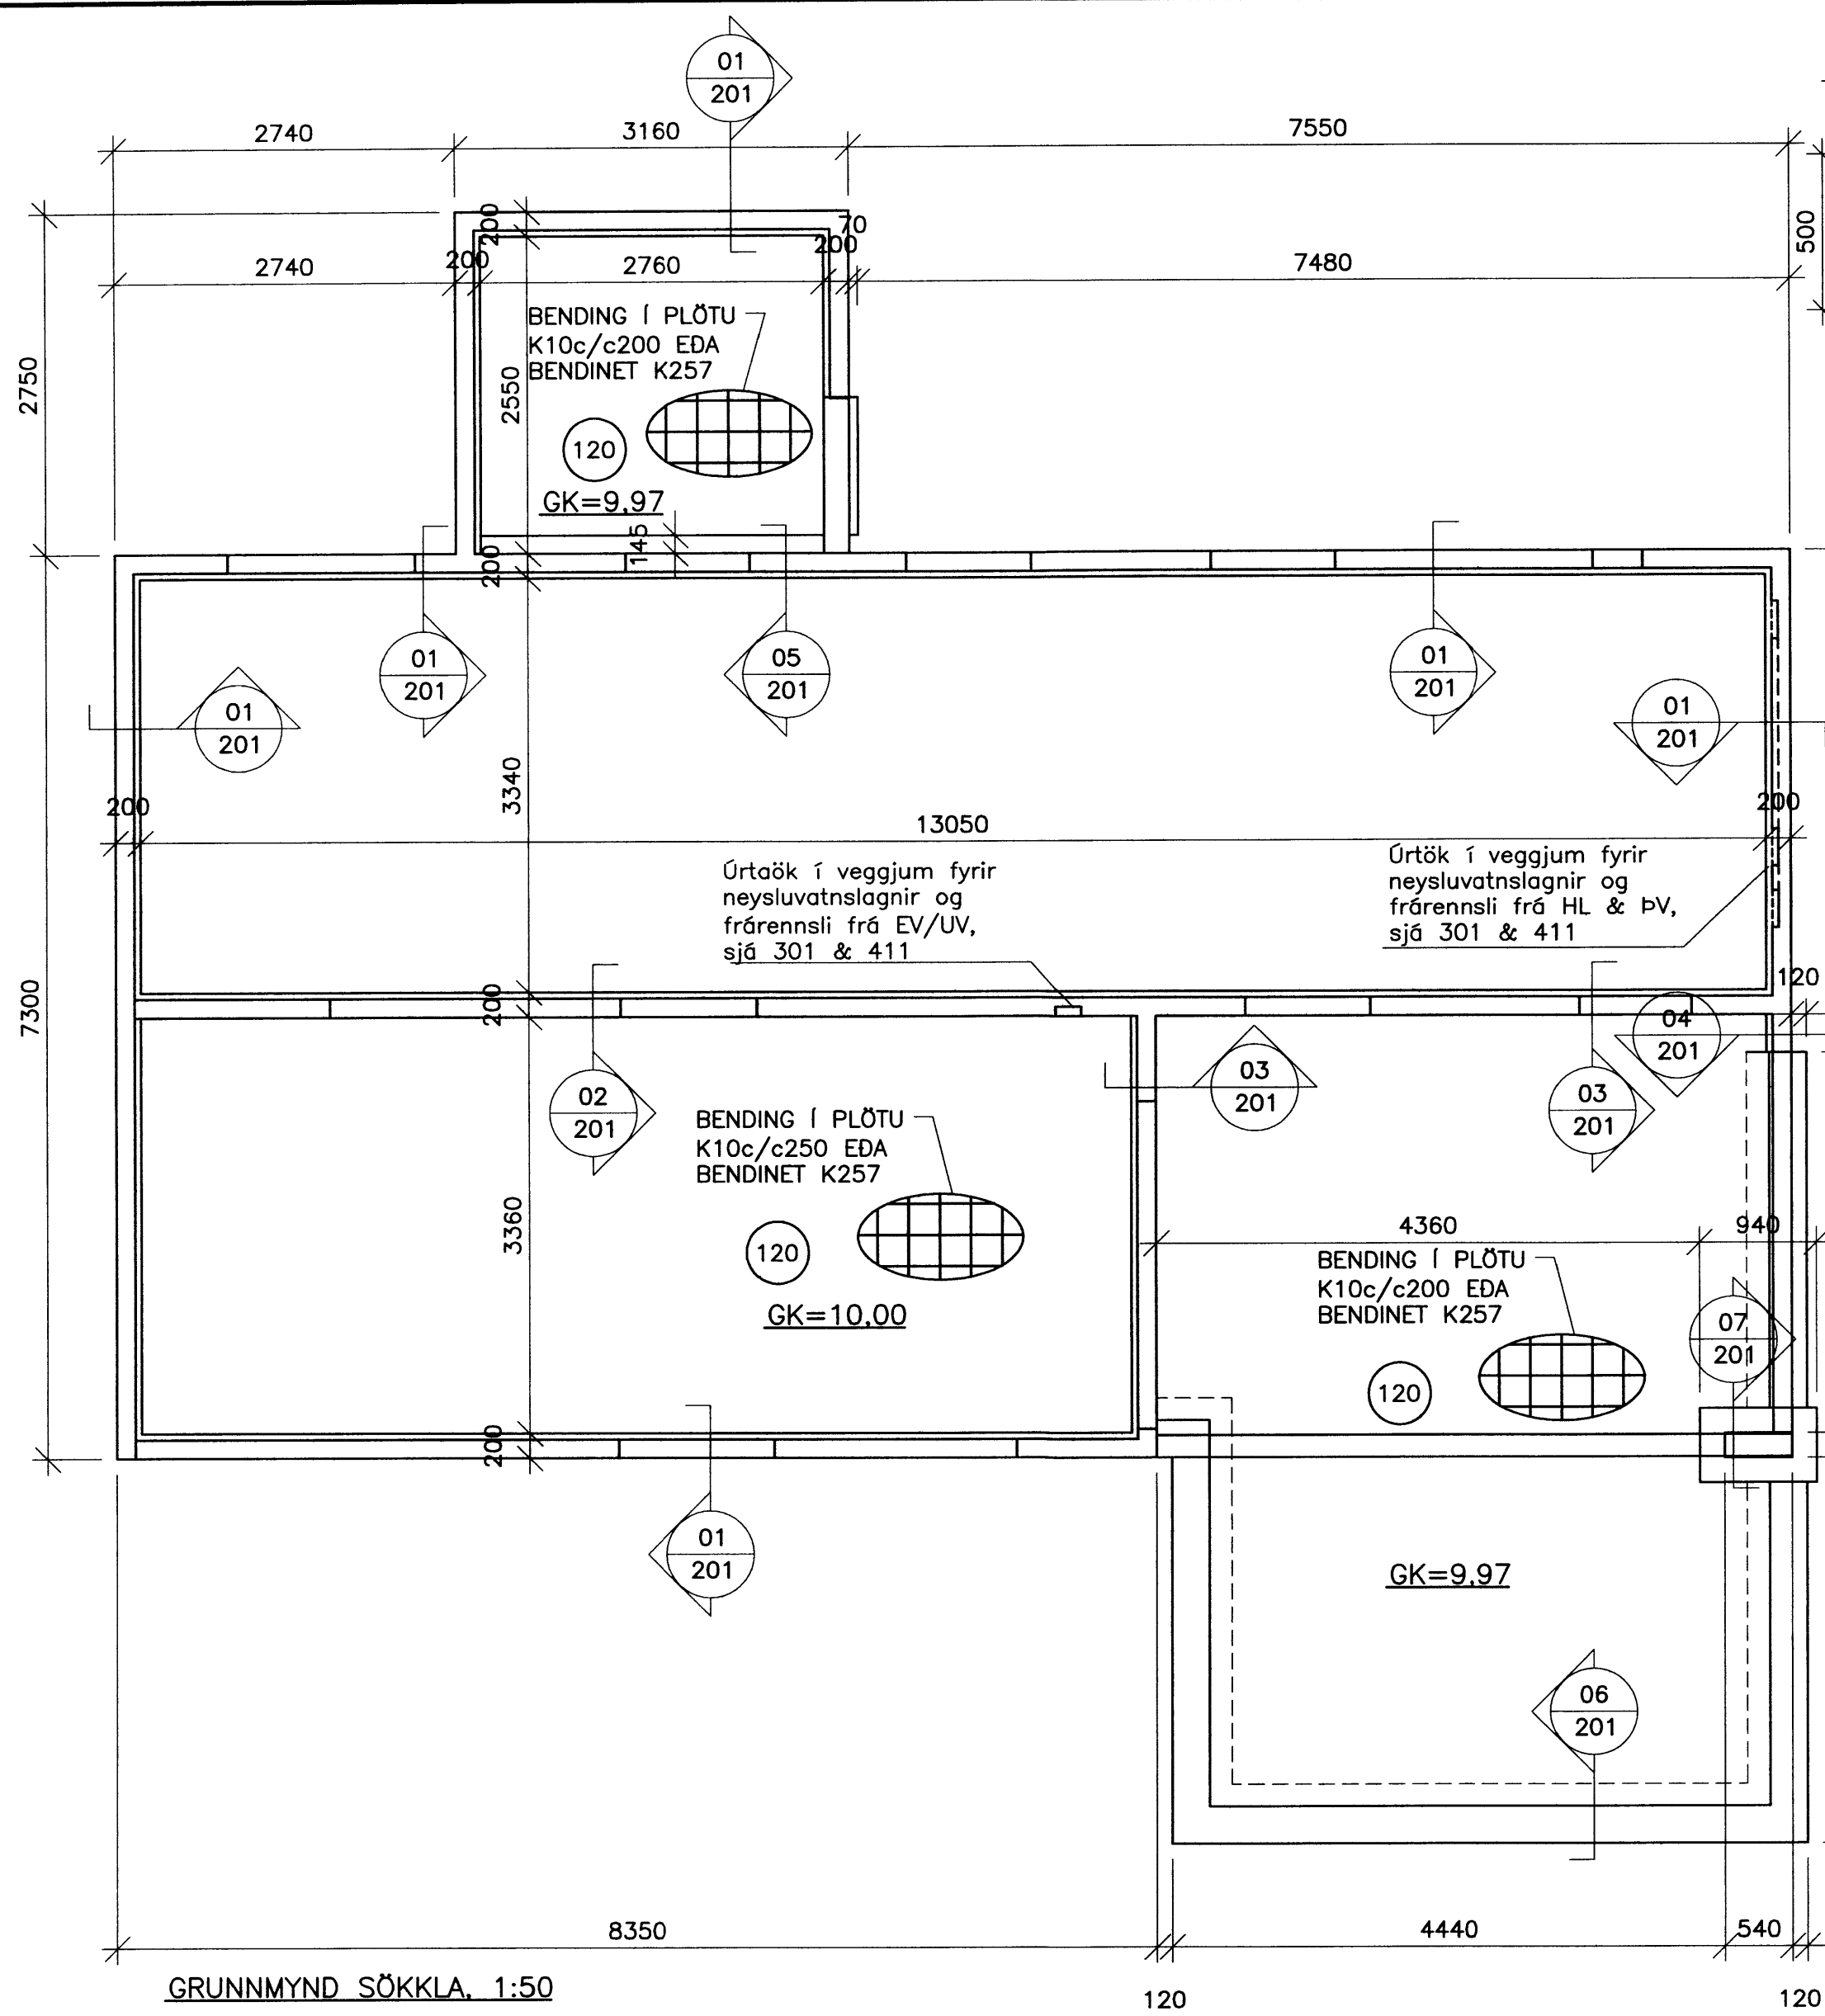 01
201
2740
3160
7550
500
200
70
200
2740
200
2760
7480
BENDING Í PLÖTU
K10c/c200 EÐA
BENDINET K257
2750
2550
120
GK=9,97
145
200
01
201
05
201
01
201
01
201
01
201
3340
200
13050
200
Úrtaök í veggjum fyrir
neysluvatnslagnir og
frárennsli frá EV/UV,
sjá 301 & 411
Úrtök í veggjum fyrir
neysluvatnslagnir og
frárennsli frá HL & ÞV,
sjá 301 & 411
7300
200
120
04
201
02
201
03
201
03
201
BENDING Í PLÖTU
K10c/c250 EÐA
BENDINET K257
3360
120
GK=10,00
4360
940
BENDING Í PLÖTU
K10c/c200 EÐA
BENDINET K257
07
201
120
200
01
201
GK=9,97
06
201
8350
4440
540
GRUNNMYND SÖKKLA, 1:50
120
120